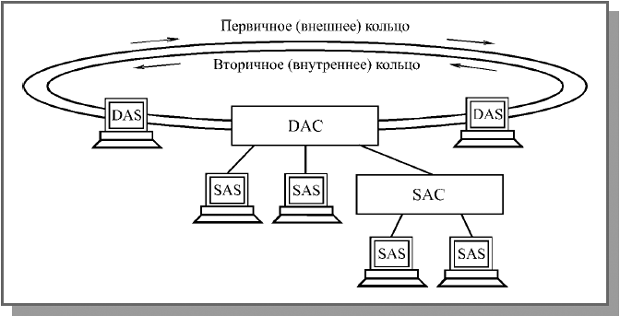 Первичное (внешнее) кольцо
Вторичное (внутреннее) кольцо
DAS
DAC
DAS
SAS
SAS
SAC
SAS
SAS